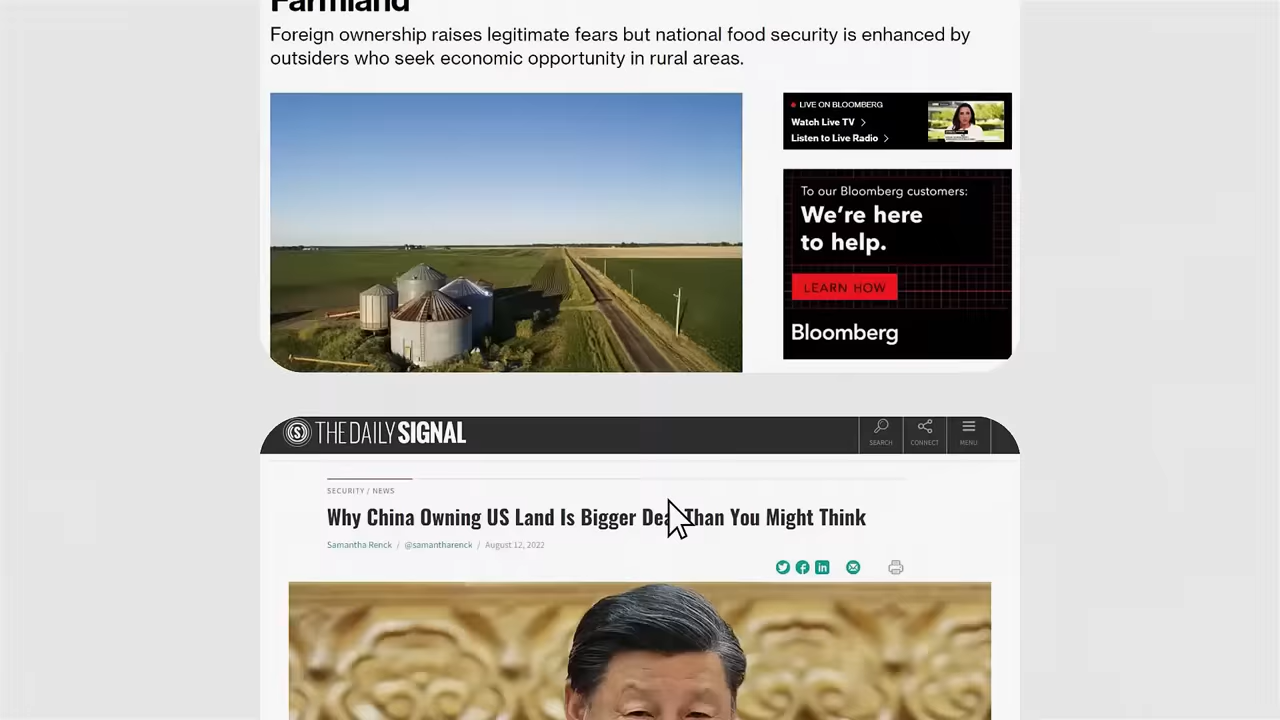 Farmland
Foreign ownership raises legitimate fears but national food security is enhanced by
outsiders who seek economic opportunity in rural areas.
LIVE ON BLOOMBERG
Watch Live TV
Listen to Live Radio
To our Bloomberg customers:
We're here
to help.
LEARN HOW
Bloomberg
THE DAILY SIGNAL
SEARCH
CONNECT
MENU
SECURITY / NEWS
Why China Owning US Land Is Bigger Deal Than You Might Think
Samantha Renck / @samantharenck / August 12, 2022